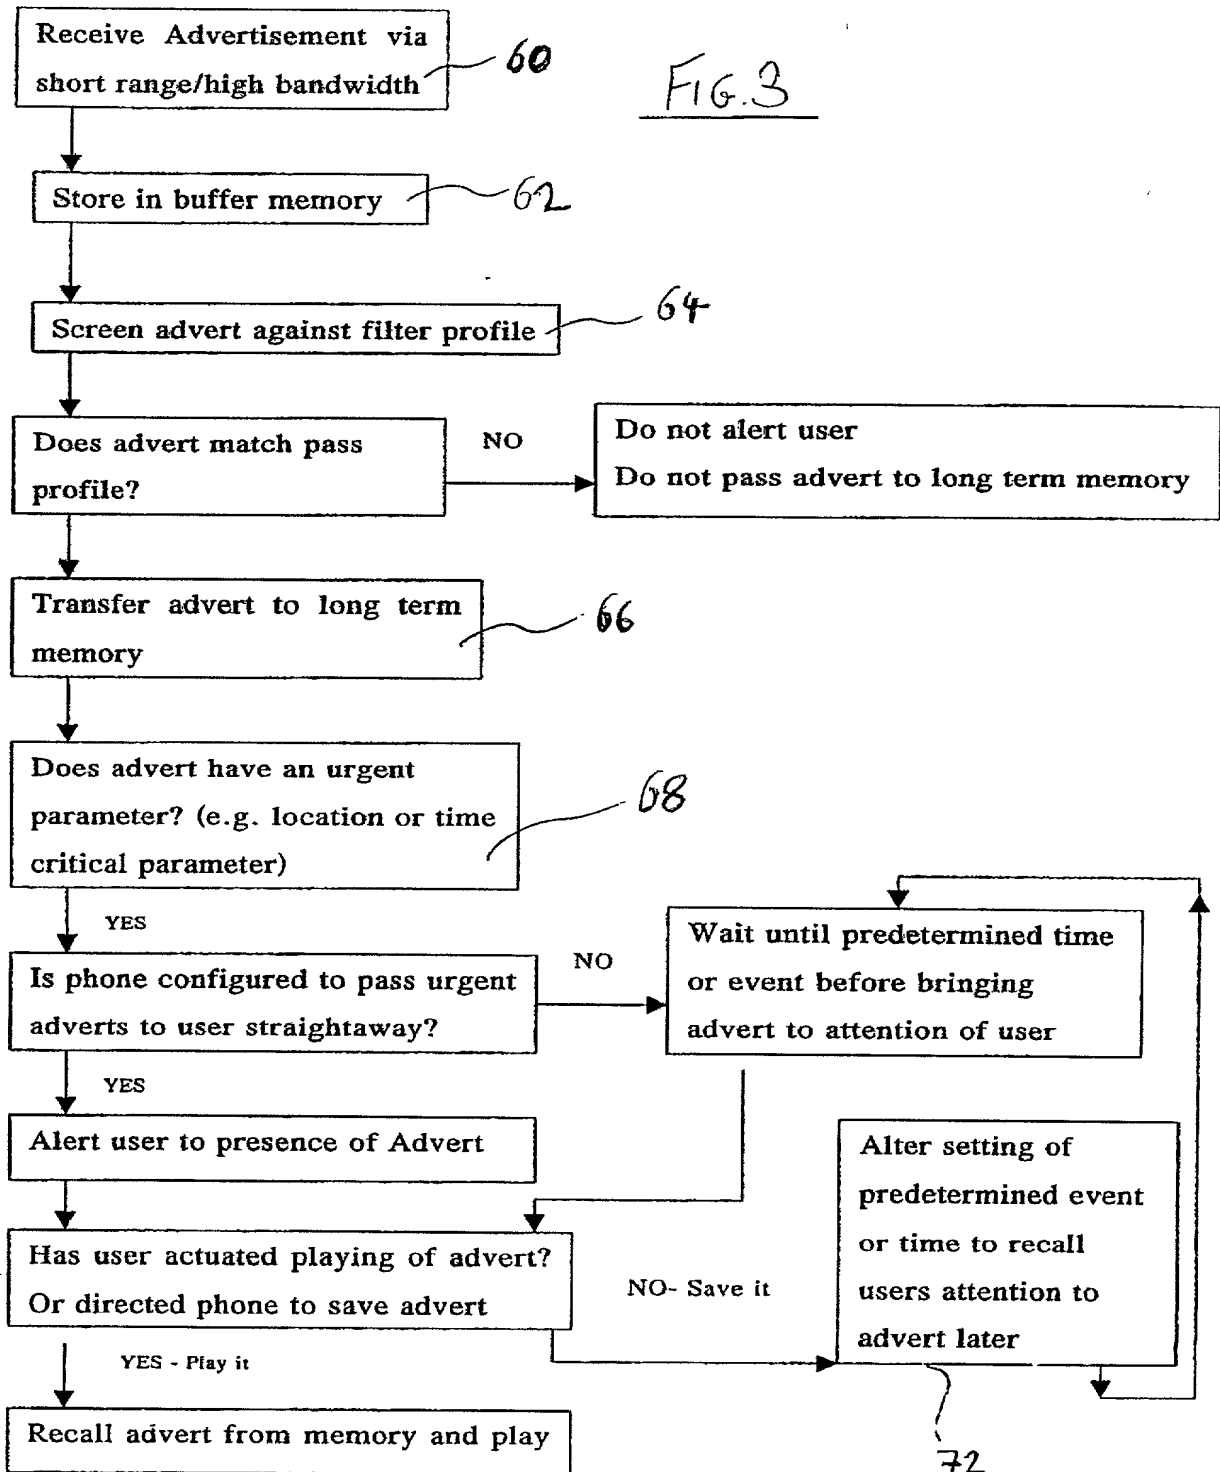 Receive Advertisement via
short range/high bandwidth
60
FIG.3
Store in buffer memory
62
Screen advert against filter profile
64
Does advert match pass
profile?
NO
Do not alert user
Do not pass advert to long term memory
Transfer advert to long term
memory
66
Does advert have an urgent
parameter? (e.g. location or time
critical parameter)
68
YES
Is phone configured to pass urgent
adverts to user straightaway?
NO
Wait until predetermined time
or event before bringing
advert to attention of user
YES
Alert user to presence of Advert
Has user actuated playing of advert?
Or directed phone to save advert
NO- Save it
Alter setting of
predetermined event
or time to recall
users attention to
advert later
72
YES - Play it
Recall advert from memory and play